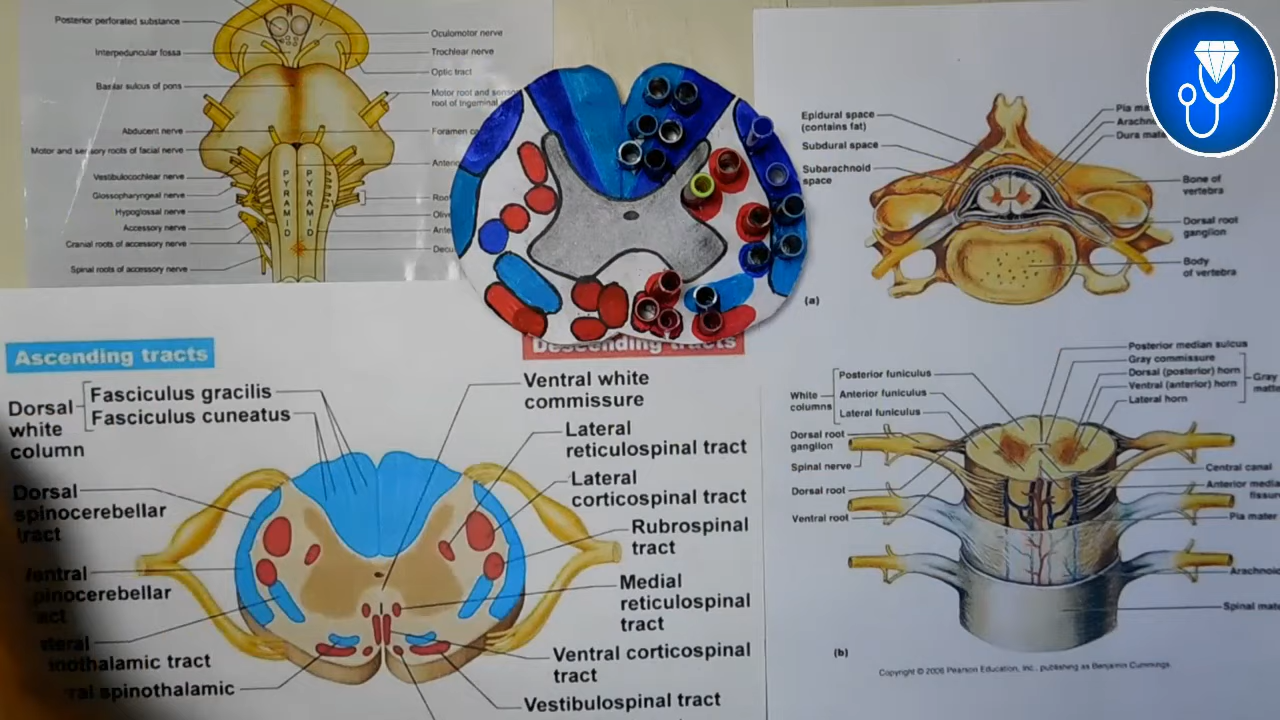 Posterior perforated substance
Interpeduncular fossa
Basilar sulcus of pons
Abducent nerve
Motor and sensory roots of facial nerve
Vestibulocochlear nerve
Glossopharyngeal nerve
Hypoglossal nerve
Accessory nerve
Cranial roots of accessory nerve
Spinal roots of accessory nerve
Oculomotor nerve
Trochlear nerve
Optic tract
Motor root and
root of trigeminal
Foramen
PYRAMID
PYRAMID
Epidural space
(contains fat)
Subdural space
Subarachnoid
space
Pia
Dura
Bone of
vertebra
Dorsal root
ganglion
Body
of vertebra
(a)
Ascending tracts
Descending tracts
Dorsal
white
column
Fasciculus gracilis
Fasciculus cuneatus
Dorsal
spinocerebellar
tract
tract
Ventral white
commissure
Lateral
reticulospinal tract
Lateral
corticospinal tract
Rubrospinal
tract
Medial
reticulospinal
tract
Ventral corticospinal
tract
Vestibulospinal tract
White
columns
Posterior funiculus
Anterior funiculus
Lateral funiculus
Dorsal root
ganglion
Spinal nerve
Dorsal root
Ventral root
Posterior median sulcus
Gray commissure
Dorsal (posterior) horn
Ventral (anterior) horn
Lateral horn
Gray
Central canal
Anterior
Pia mater
Spinal
(b)
Copyright © 2006 Pearson Education, Inc., publishing as Benjamin Cummings.